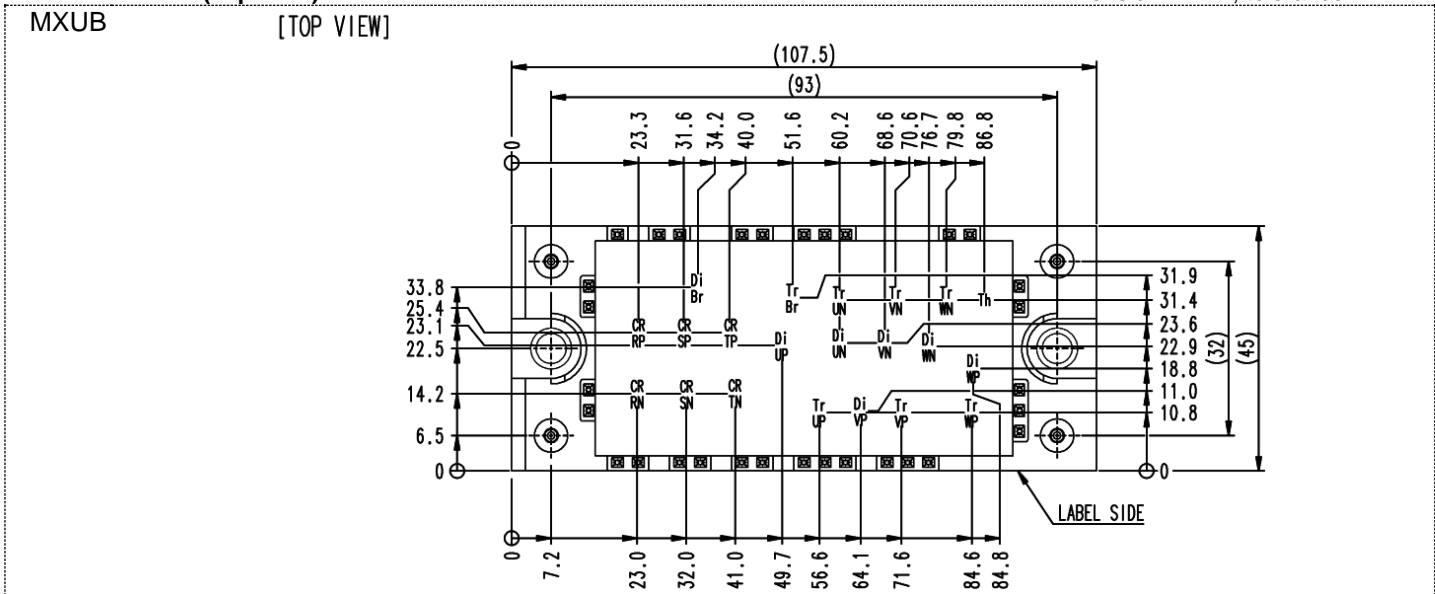 MXUB
[TOP VIEW]
(107.5)
(93)
0
23.3
31.6
34.2
40.0
51.6
60.2
68.6
70.6
76.7
79.8
86.8
33.8
25.4
23.1
22.5
14.2
6.5
0
Di Br
Tr Br
Tr UN
Tr VN
Tr WN
Th
CR RP
CR SP
CR TP
Di UP
Di UN
Di VN
Di WN
Di WP
CR RN
CR SN
CR TN
Tr UP
Di VP
Tr VP
Tr WP
31.9
31.4
23.6
22.9
18.8
11.0
10.8
0
(32)
(45)
LABEL SIDE
0
7.2
23.0
32.0
41.0
49.7
56.6
64.1
71.6
84.6
84.8